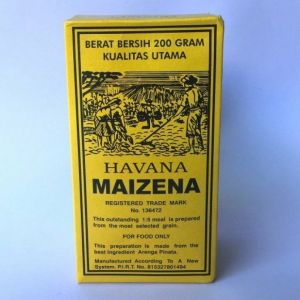 BERAT BERSIH 200 GRAM
KUALITAS UTAMA
HAVANA
MAIZENA
REGISTERED TRADE MARK
No. 136472
This outstanding 1:6 meal is prepared
from the most selected grain.
FOR FOOD ONLY
This preparation is made from the
best ingredient Arenga Pinata.
Manufactured According To A New
System. P.I.R.T. No. 815327801494